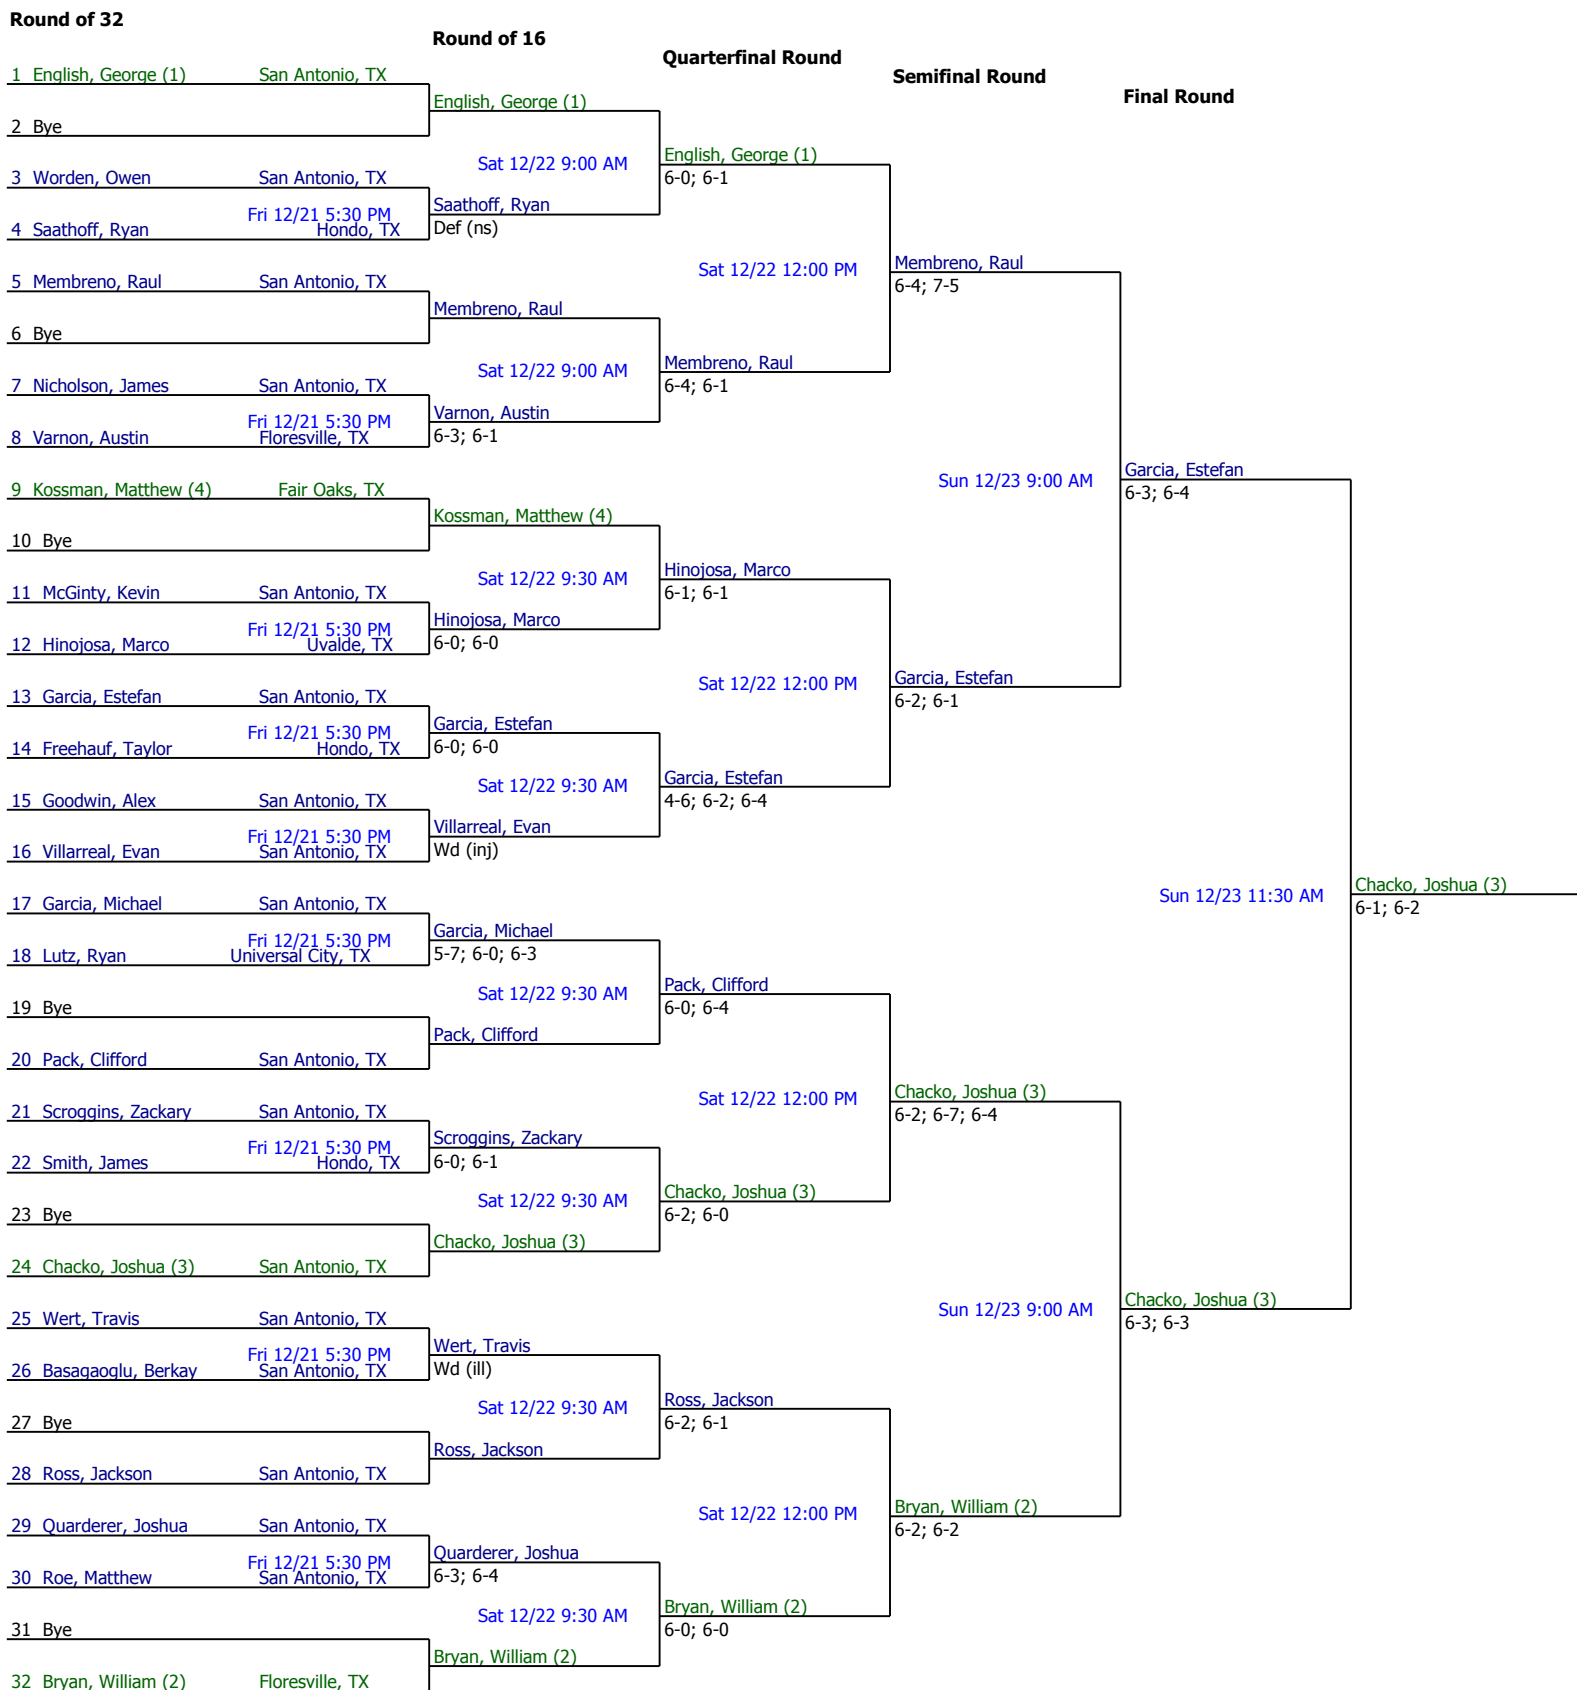 Round of 32
Round of 16
Quarterfinal Round
Semifinal Round
Final Round
1 English, George (1) San Antonio, TX
English, George (1)
2 Bye
Sat 12/22 9:00 AM
English, George (1)
6-0; 6-1
3 Worden, Owen San Antonio, TX
Fri 12/21 5:30 PM
Saathoff, Ryan
Def (ns)
4 Saathoff, Ryan Hondo, TX
Sat 12/22 12:00 PM
Membreno, Raul
6-4; 7-5
5 Membreno, Raul San Antonio, TX
Membreno, Raul
6 Bye
Sat 12/22 9:00 AM
Membreno, Raul
6-4; 6-1
7 Nicholson, James San Antonio, TX
Fri 12/21 5:30 PM
Varnon, Austin
6-3; 6-1
8 Varnon, Austin Floresville, TX
Sun 12/23 9:00 AM
Garcia, Estefan
6-3; 6-4
9 Kossman, Matthew (4) Fair Oaks, TX
Kossman, Matthew (4)
10 Bye
Sat 12/22 9:30 AM
Hinojosa, Marco
6-1; 6-1
11 McGinty, Kevin San Antonio, TX
Fri 12/21 5:30 PM
Hinojosa, Marco
6-0; 6-0
12 Hinojosa, Marco Uvalde, TX
Sat 12/22 12:00 PM
Garcia, Estefan
6-2; 6-1
13 Garcia, Estefan San Antonio, TX
Fri 12/21 5:30 PM
Garcia, Estefan
6-0; 6-0
14 Freehauf, Taylor Hondo, TX
Sat 12/22 9:30 AM
Garcia, Estefan
4-6; 6-2; 6-4
15 Goodwin, Alex San Antonio, TX
Fri 12/21 5:30 PM
Villarreal, Evan
Wd (inj)
16 Villarreal, Evan San Antonio, TX
Sun 12/23 11:30 AM
Chacko, Joshua (3)
6-1; 6-2
17 Garcia, Michael San Antonio, TX
Fri 12/21 5:30 PM
Garcia, Michael
5-7; 6-0; 6-3
18 Lutz, Ryan Universal City, TX
Sat 12/22 9:30 AM
Pack, Clifford
6-0; 6-4
19 Bye
Pack, Clifford
20 Pack, Clifford San Antonio, TX
Sat 12/22 12:00 PM
Chacko, Joshua (3)
6-2; 6-7; 6-4
21 Scroggins, Zackary San Antonio, TX
Fri 12/21 5:30 PM
Scroggins, Zackary
6-0; 6-1
22 Smith, James Hondo, TX
Sat 12/22 9:30 AM
Chacko, Joshua (3)
6-2; 6-0
23 Bye
Chacko, Joshua (3)
24 Chacko, Joshua (3) San Antonio, TX
Sun 12/23 9:00 AM
Chacko, Joshua (3)
6-3; 6-3
25 Wert, Travis San Antonio, TX
Fri 12/21 5:30 PM
Wert, Travis
Wd (ill)
26 Basagaoglu, Berkay San Antonio, TX
Sat 12/22 9:30 AM
Ross, Jackson
6-2; 6-1
27 Bye
Ross, Jackson
28 Ross, Jackson San Antonio, TX
Sat 12/22 12:00 PM
Bryan, William (2)
6-2; 6-2
29 Quarderer, Joshua San Antonio, TX
Fri 12/21 5:30 PM
Quarderer, Joshua
6-3; 6-4
30 Roe, Matthew San Antonio, TX
Sat 12/22 9:30 AM
Bryan, William (2)
6-0; 6-0
31 Bye
Bryan, William (2)
32 Bryan, William (2) Floresville, TX